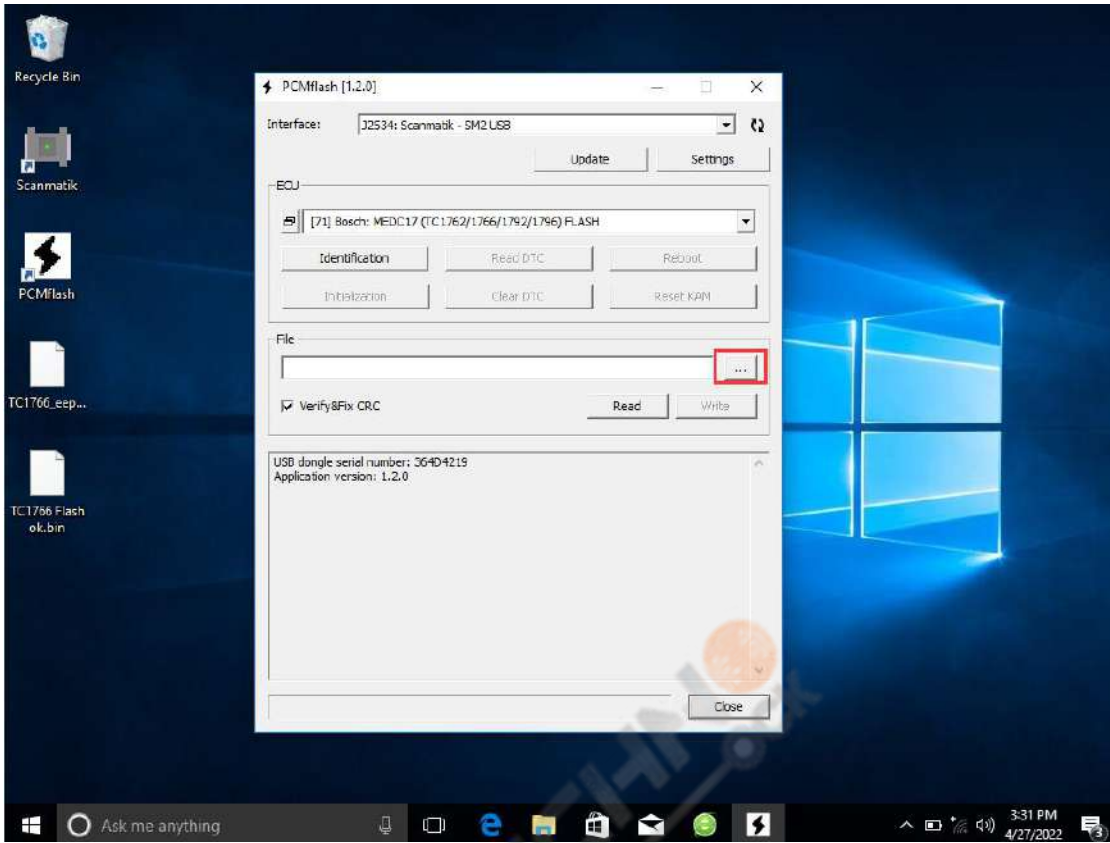 Recycle Bin
Scanmatik
PCMflash
TC1766_eep...
TC1766 Flash
ok.bin
PCMflash [1.2.0]
Interface:
J2534: Scanmatik - SM2 USB
Update
Settings
ECU
[71] Bosch: MEDC17 (TC1762/1766/1792/1796) FLASH
Identification
Read DTC
Reboot
Initialization
Clear DTC
Reset KAM
File
...
Verify&Fix CRC
Read
Write
USB dongle serial number: 364D4219
Application version: 1.2.0
Close
Ask me anything
3:31 PM
4/27/2022
3